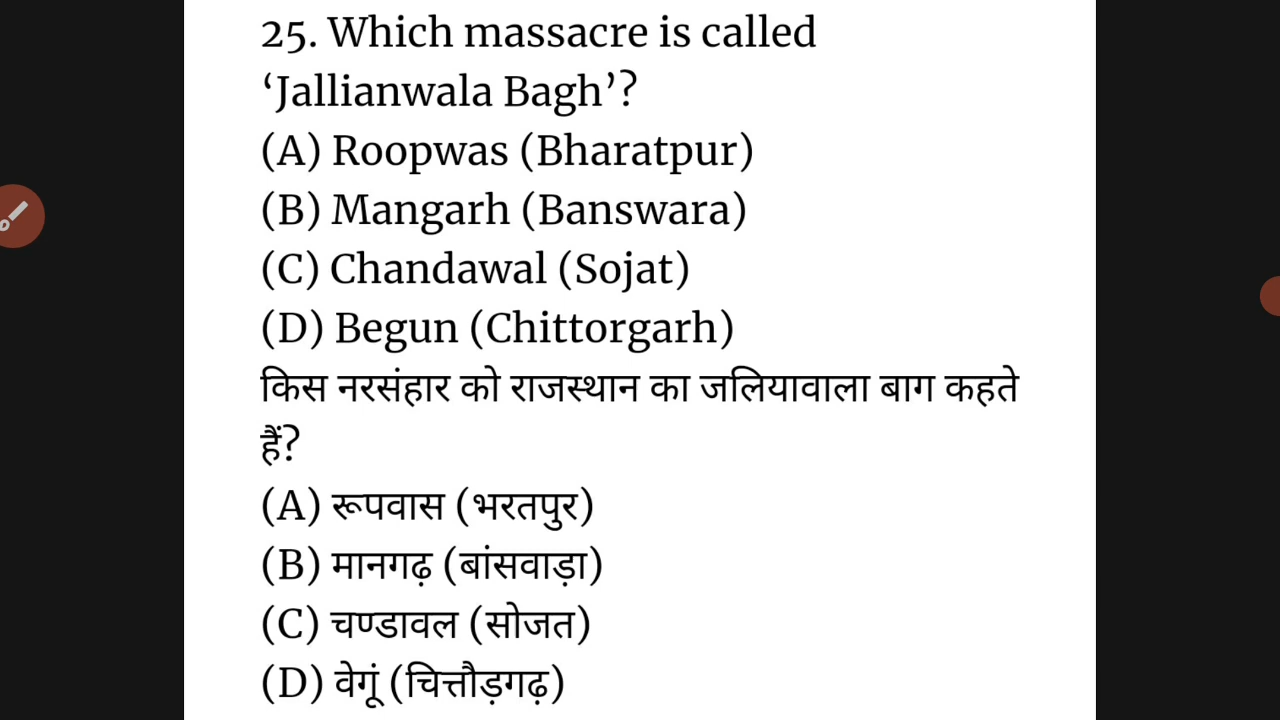 25. Which massacre is called
‘Jallianwala Bagh’?
(A) Roopwas (Bharatpur)
(B) Mangarh (Banswara)
(C) Chandawal (Sojat)
(D) Begun (Chittorgarh)
किस नरसंहार को राजस्थान का जलियावाला बाग कहते
हैं?
(A) रूपवास (भरतपुर)
(B) मानगढ़ (बांसवाड़ा)
(C) चण्डावल (सोजत)
(D) वेगूं (चित्तौड़गढ़)